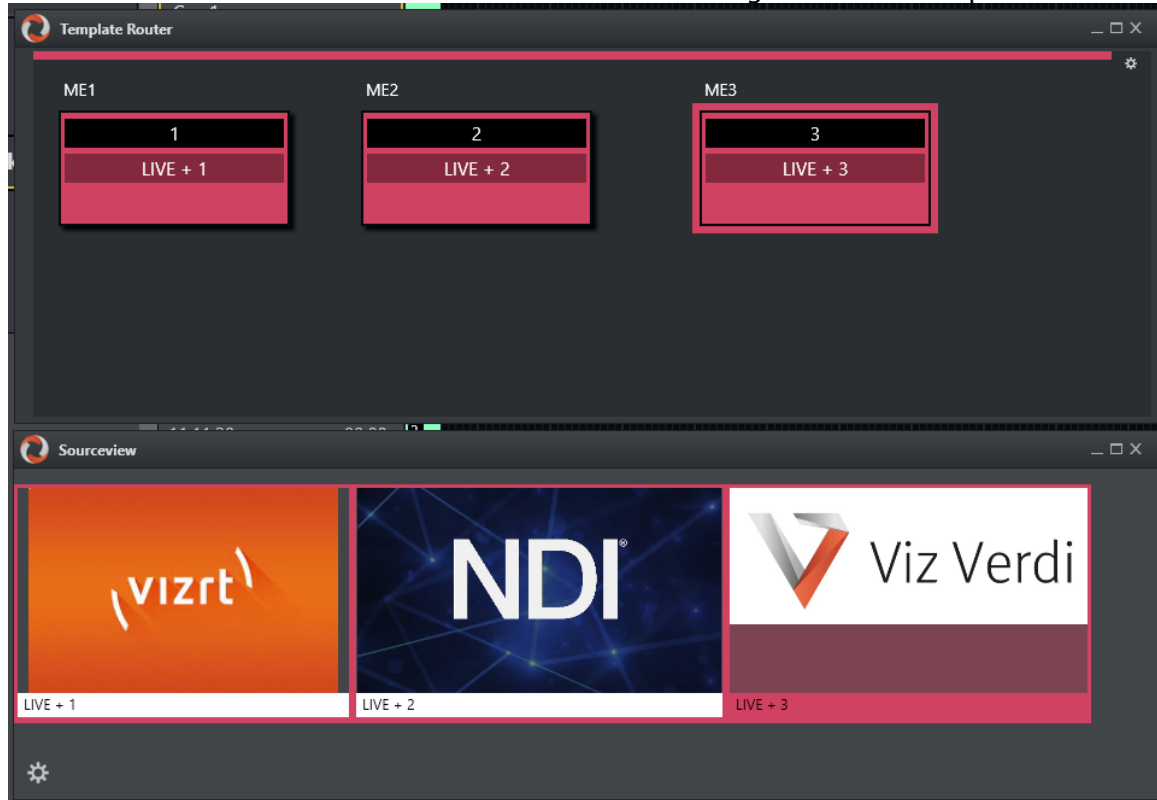 Template Router
ME1 ME2 ME3
1 2 3
LIVE + 1 LIVE + 2 LIVE + 3
Sourceview
vizrt NDI® Viz Verdi
LIVE + 1 LIVE + 2 LIVE + 3